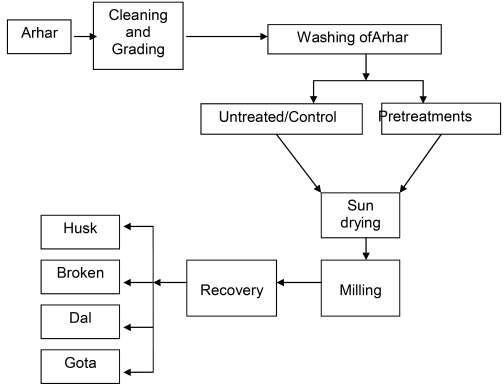 Arhar
Cleaning
and
Grading
Washing ofArhar
Untreated/Control
Pretreatments
Sun
drying
Husk
Broken
Recovery
Milling
Dal
Gota